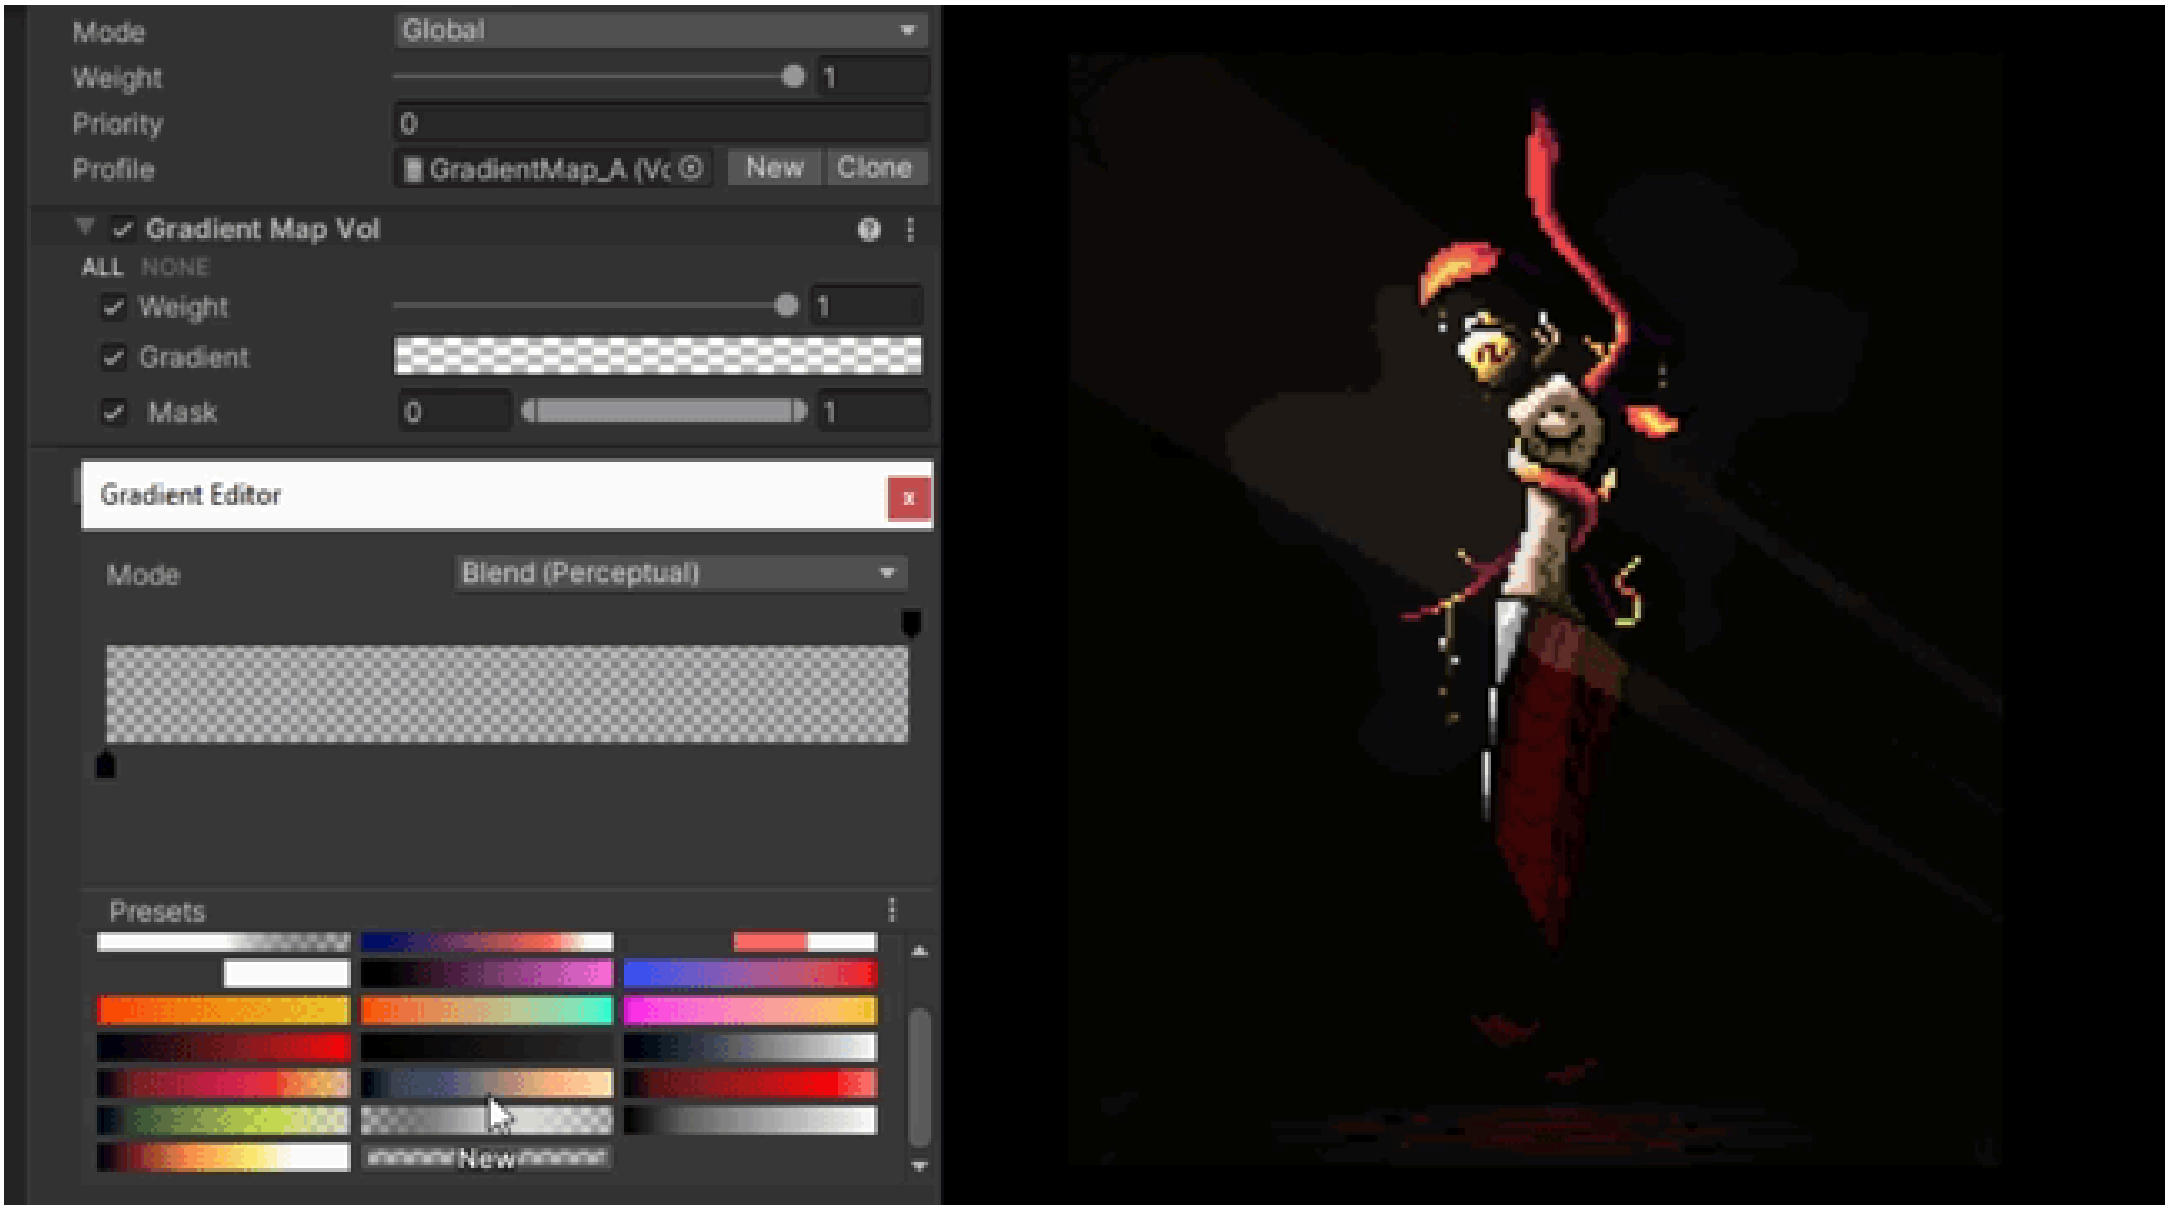 Mode Global
Weight 1
Priority 0
Profile GradientMap_A (Vc New Clone
Gradient Map Vol
ALL NONE
Weight 1
Gradient
Mask 0 1
Gradient Editor x
Mode Blend (Perceptual)
Presets
New